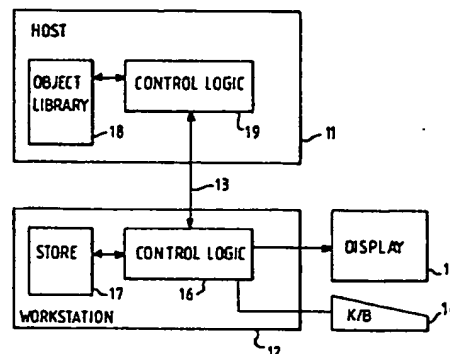 HOST
OBJECT
LIBRARY
18
CONTROL LOGIC
19
11
13
STORE
17
CONTROL LOGIC
16
DISPLAY
K/B
WORKSTATION
12